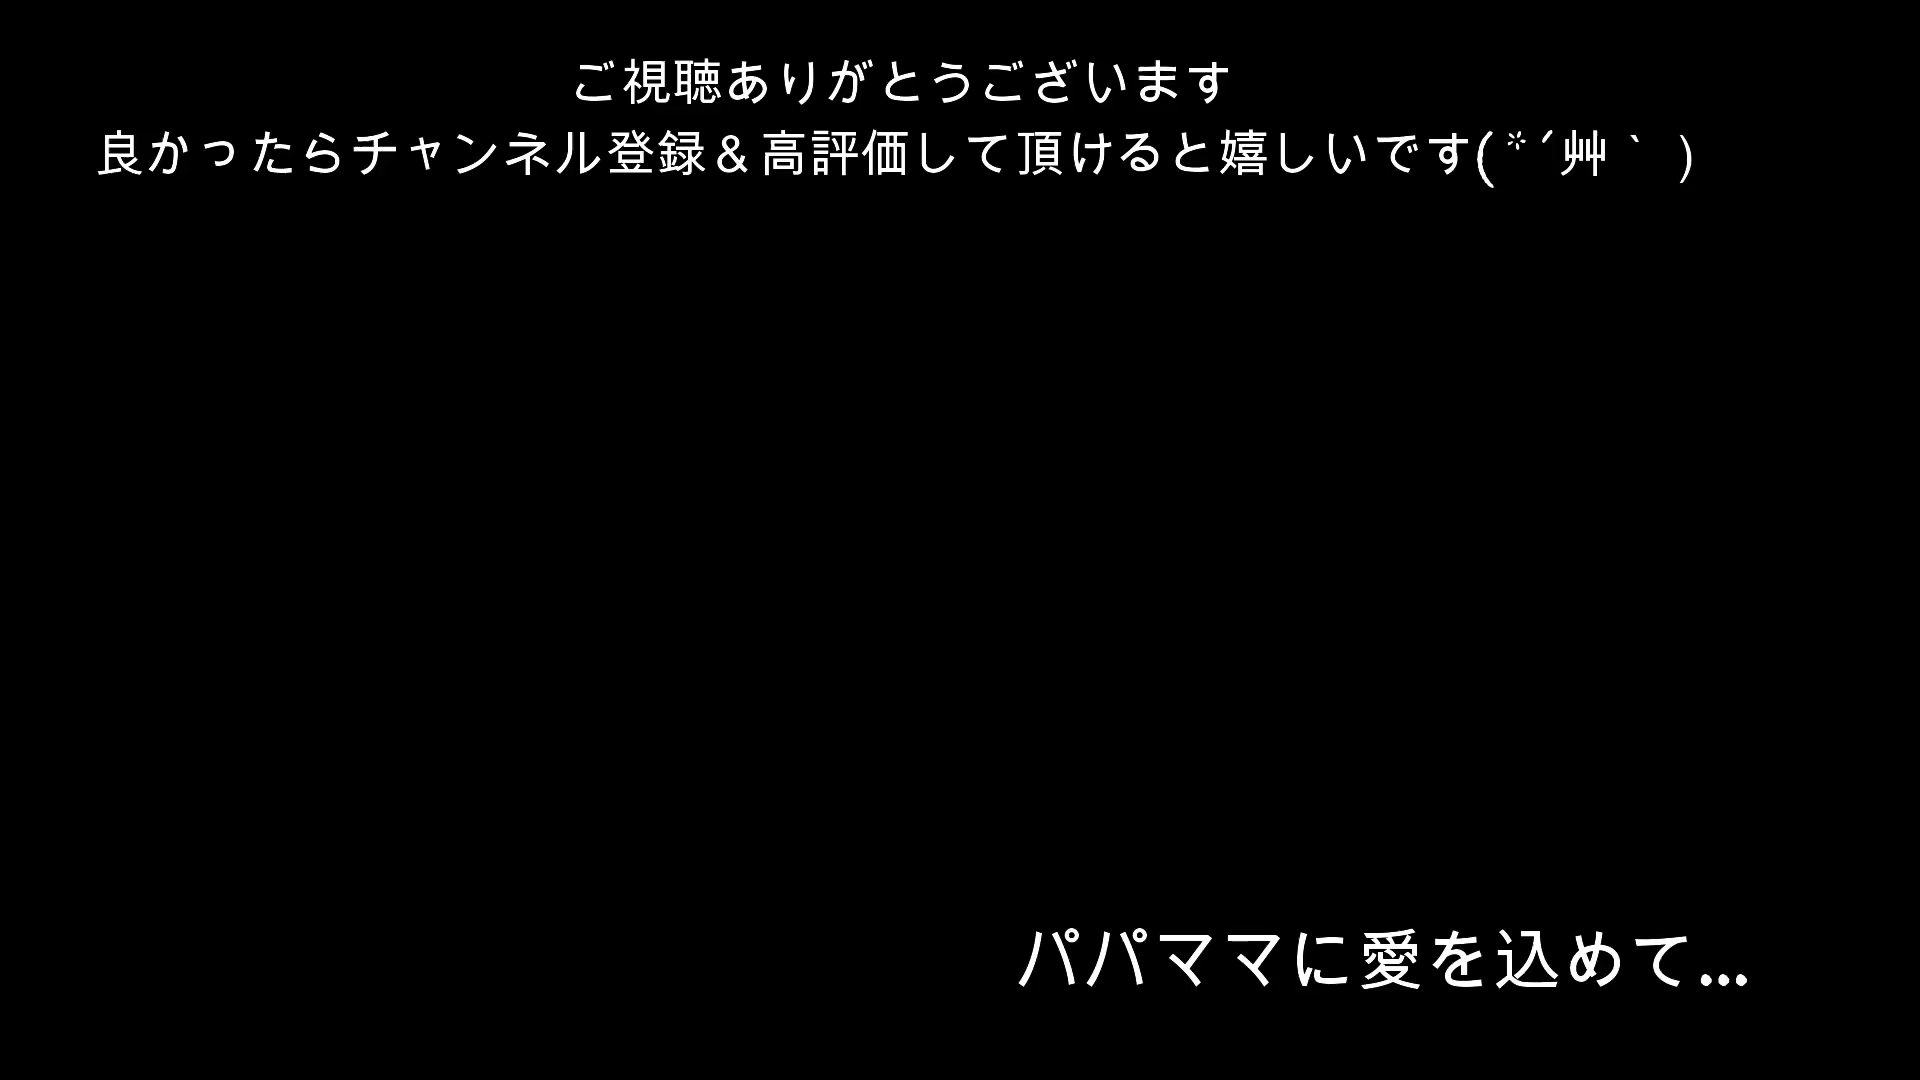 ご視聴ありがとうございます
良かったらチャンネル登録＆高評価して頂けると嬉しいです(*´艸｀)
パパママに愛を込めて...